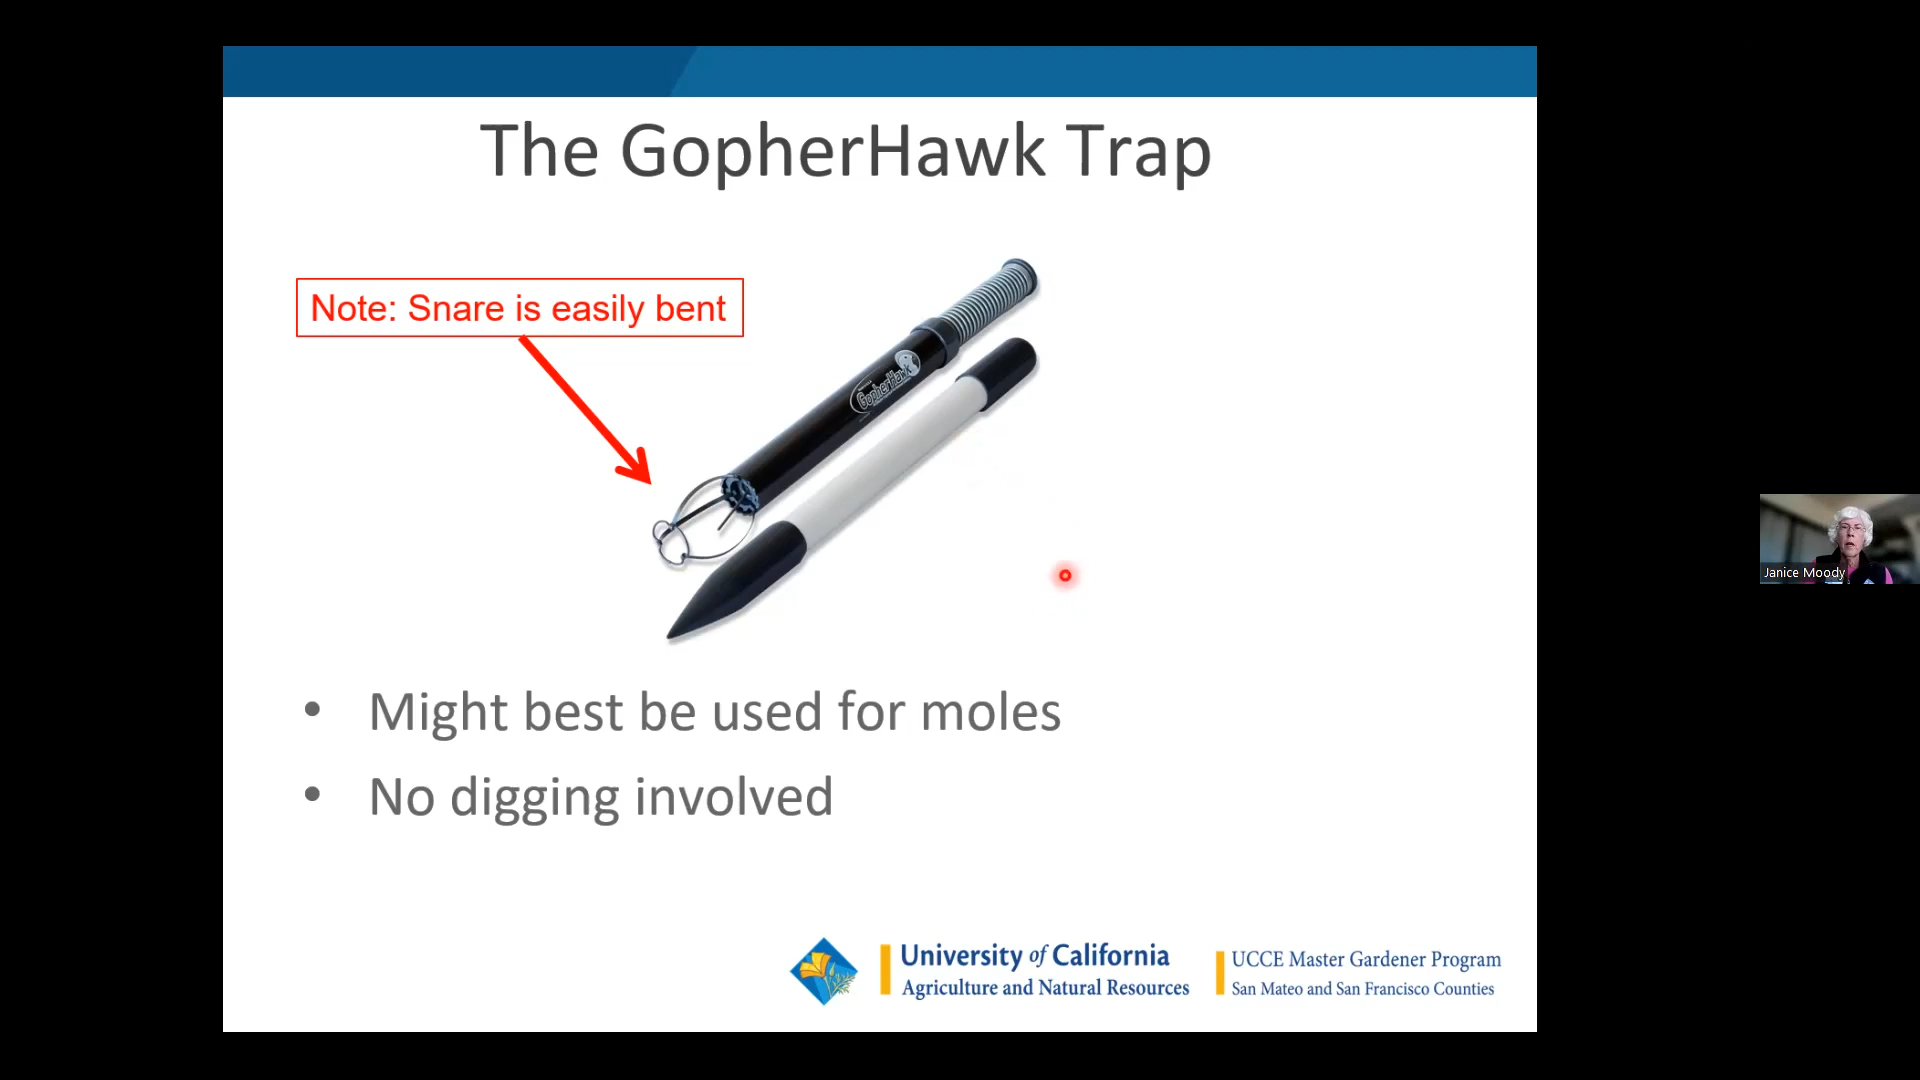 The GopherHawk Trap
Note: Snare is easily bent
GopherHawk
• Might best be used for moles
• No digging involved
University of California
Agriculture and Natural Resources
UCCE Master Gardener Program
San Mateo and San Francisco Counties
Janice Moody